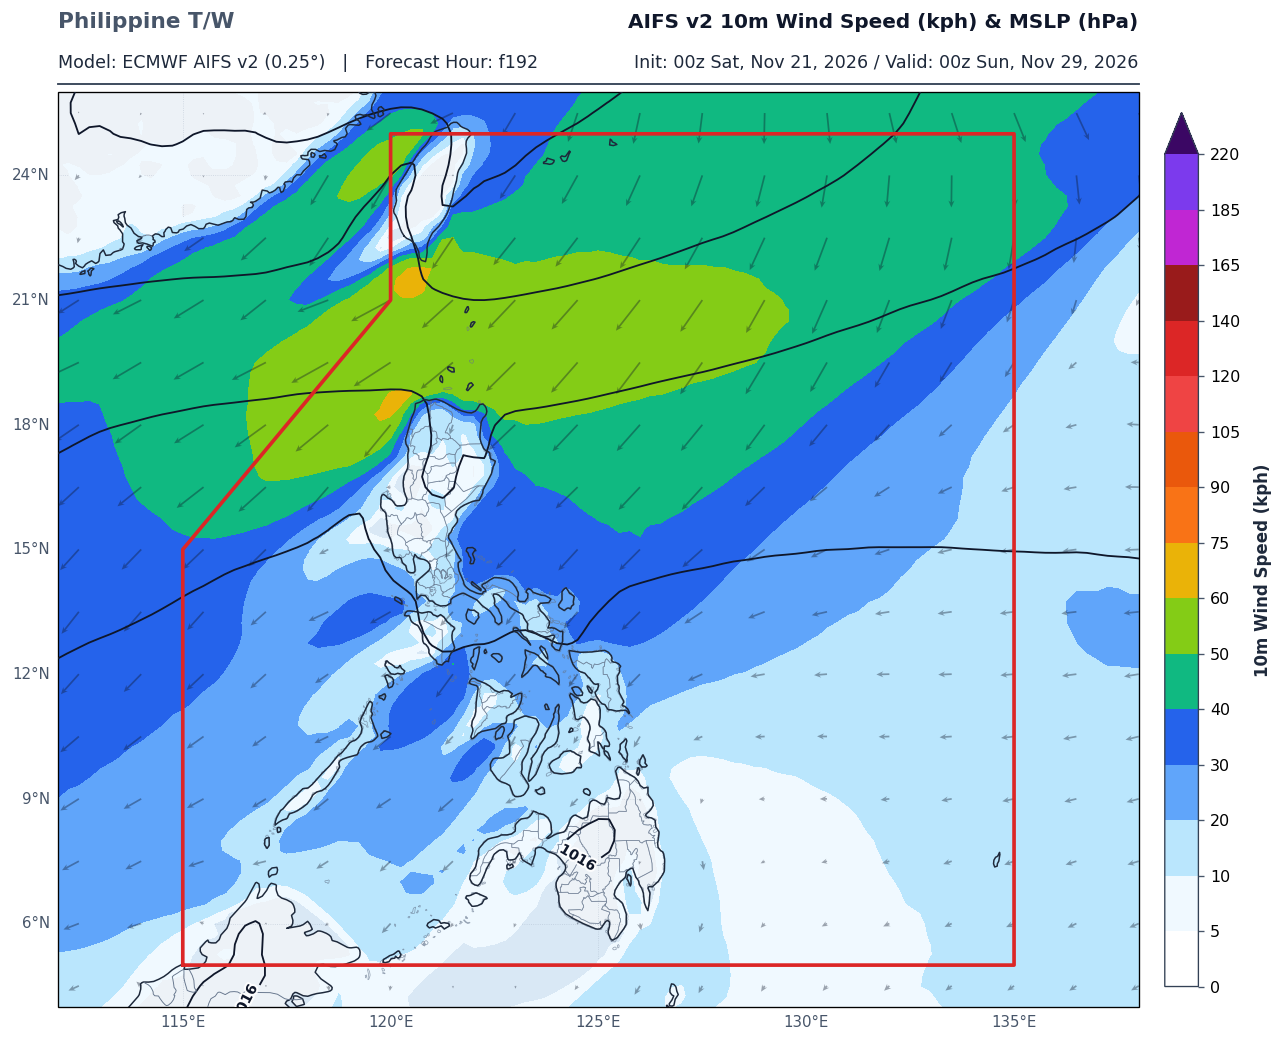 Philippine T/W
AIFS v2 10m Wind Speed (kph) & MSLP (hPa)
Model: ECMWF AIFS v2 (0.25°) | Forecast Hour: f192
Init: 00z Sat, Nov 21, 2026 / Valid: 00z Sun, Nov 29, 2026
24°N
21°N
18°N
15°N
12°N
9°N
6°N
1016
016
115°E
120°E
125°E
130°E
135°E
220
185
165
140
120
105
90
75
60
50
40
30
20
10
5
0
10m Wind Speed (kph)